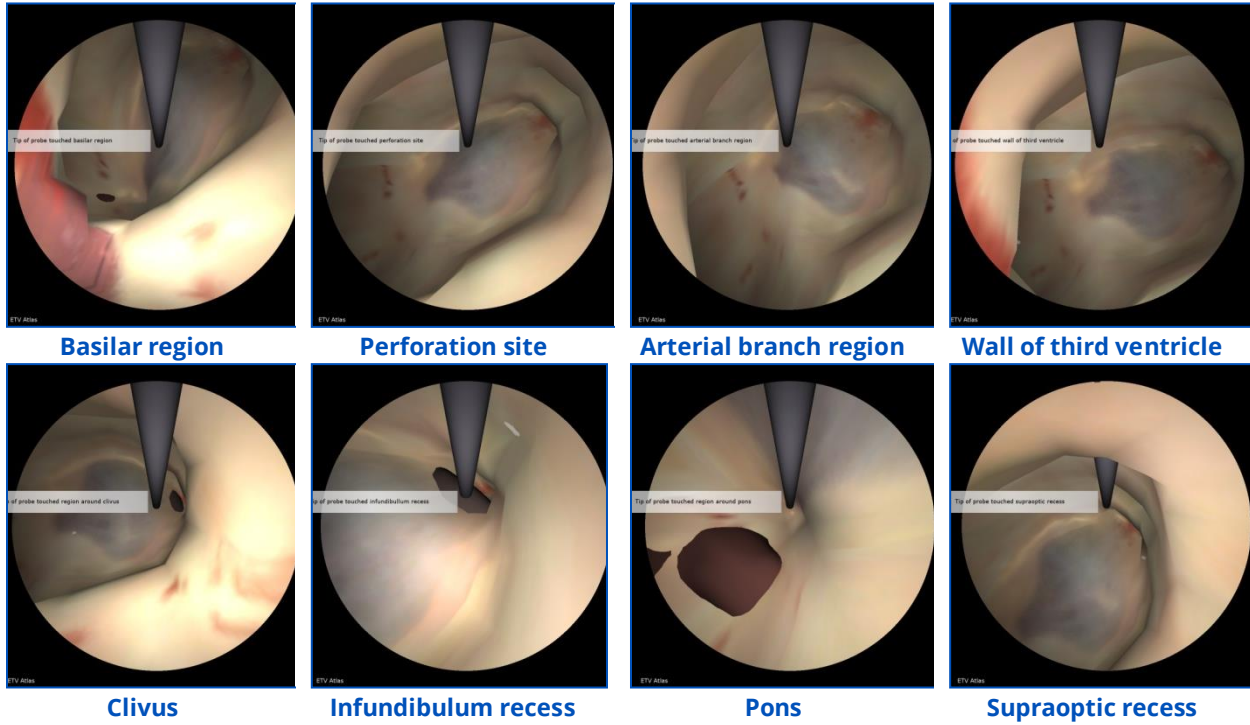 Tip of probe touched basilar region
Tip of probe touched perforation site
Tip of probe touched arterial branch region
of probe touched wall of third ventricle
ETV Atlas
ETV Atlas
ETV Atlas
ETV Atlas
Basilar region
Perforation site
Arterial branch region
Wall of third ventricle
of probe touched region around clivus
of probe touched infundibulum recess
Tip of probe touched region around pons
Tip of probe touched supraoptic recess
ETV Atlas
ETV Atlas
ETV Atlas
ETV Atlas
Clivus
Infundibulum recess
Pons
Supraoptic recess